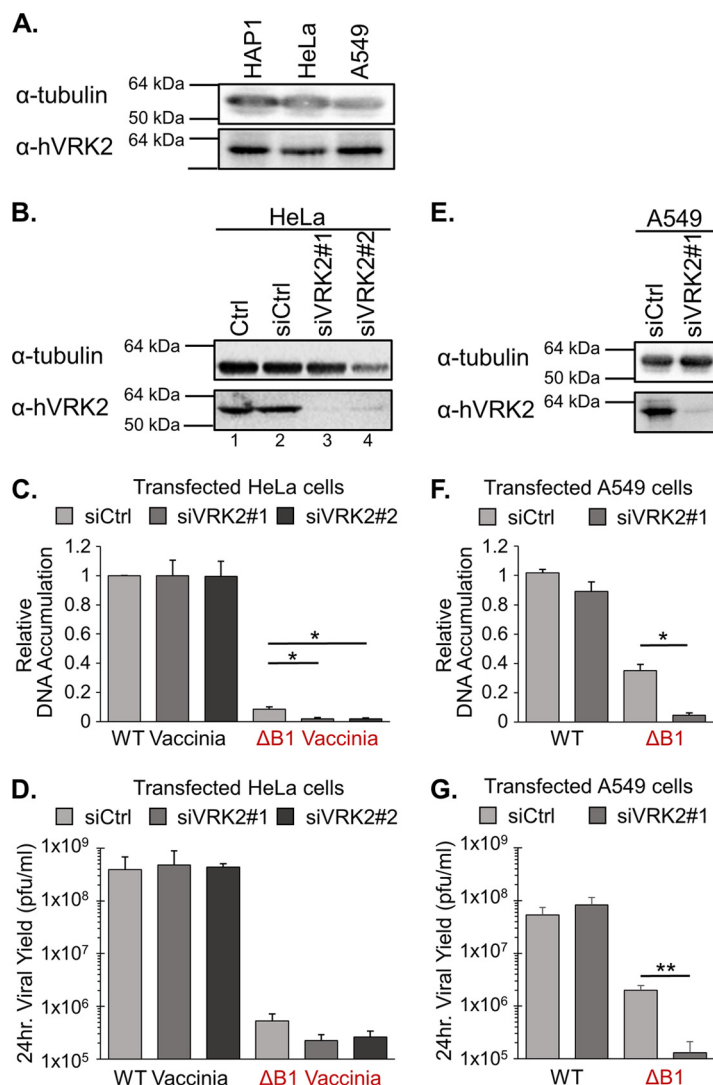 A.
HAP1
HeLa
A549
α-tubulin
64 kDa
50 kDa
α-hVRK2
64 kDa
B.
HeLa
Ctrl
siCtrl
siVRK2#1
siVRK2#2
α-tubulin
64 kDa
α-hVRK2
64 kDa
50 kDa
1 2 3 4
E.
A549
siCtrl
siVRK2#1
α-tubulin
64 kDa
50 kDa
α-hVRK2
64 kDa
C.
Transfected HeLa cells
siCtrl siVRK2#1 siVRK2#2
Relative
DNA Accumulation
1.2
1
0.8
0.6
0.4
0.2
0
*
*
WT Vaccinia ΔB1 Vaccinia
F.
Transfected A549 cells
siCtrl siVRK2#1
Relative
DNA Accumulation
1.2
1
0.8
0.6
0.4
0.2
0
*
WT ΔB1
D.
Transfected HeLa cells
siCtrl siVRK2#1 siVRK2#2
24hr. Viral Yield (pfu/ml)
1x10⁹
1x10⁸
1x10⁷
1x10⁶
1x10⁵
WT Vaccinia ΔB1 Vaccinia
G.
Transfected A549 cells
siCtrl siVRK2#1
24hr. Viral Yield (pfu/ml)
1x10⁹
1x10⁸
1x10⁷
1x10⁶
1x10⁵
**
WT ΔB1